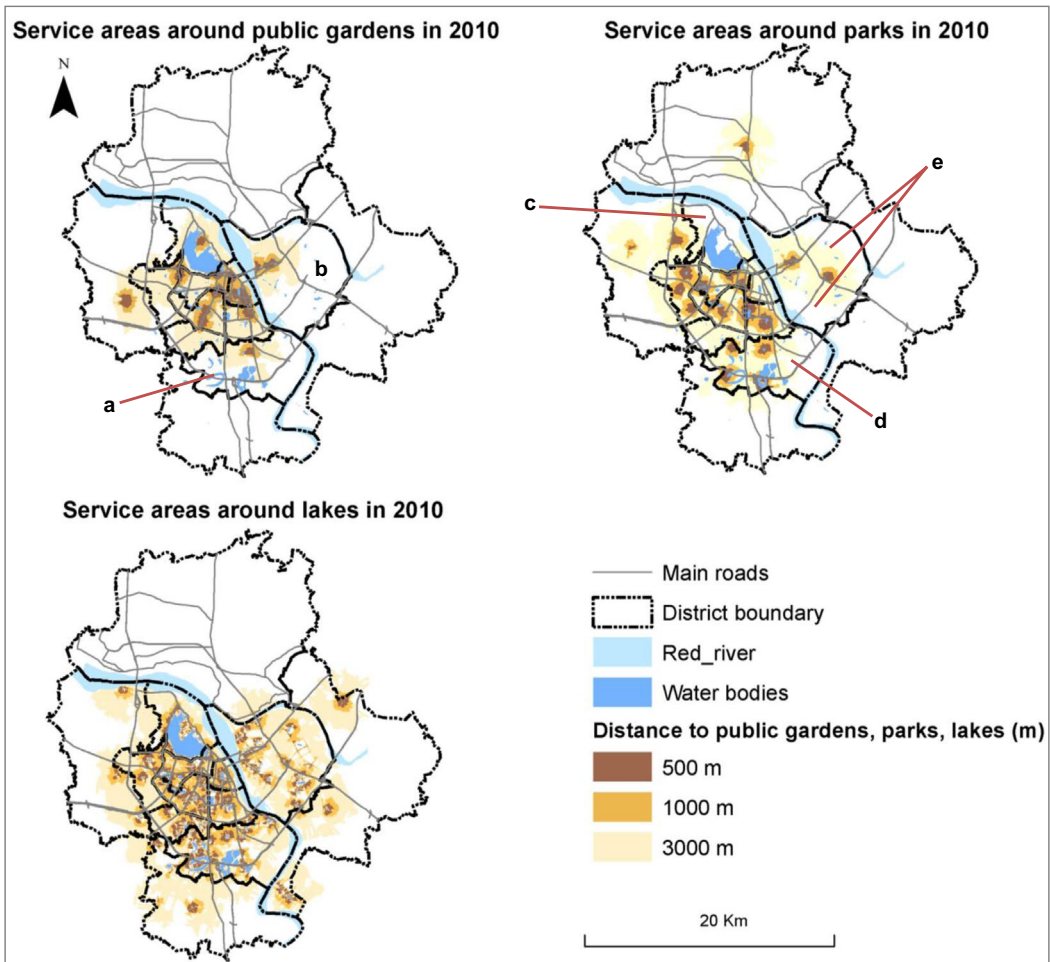 Service areas around public gardens in 2010
Service areas around parks in 2010
N
e
c
b
a
d
Service areas around lakes in 2010
Main roads
District boundary
Red_river
Water bodies
Distance to public gardens, parks, lakes (m)
500 m
1000 m
3000 m
20 Km